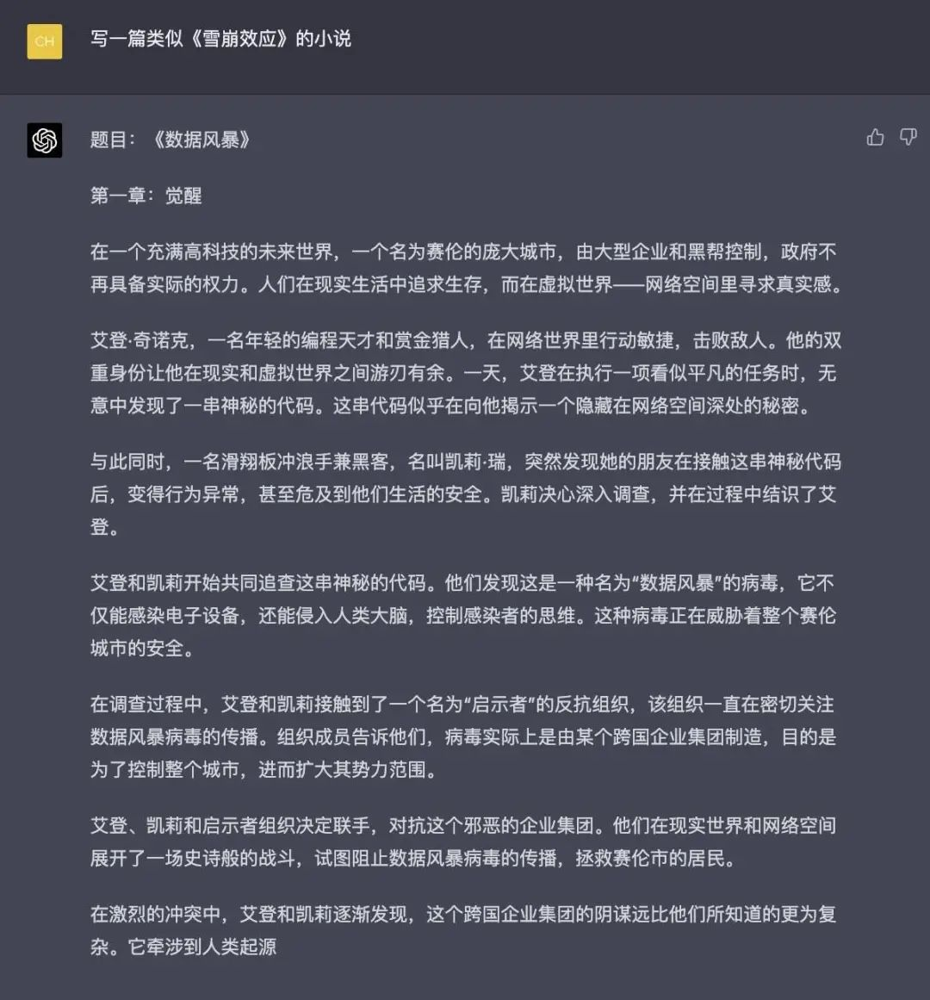 CH
写一篇类似《雪崩效应》的小说
题目：《数据风暴》
第一章：觉醒
在一个充满高科技的未来世界，一个名为赛伦的庞大城市，由大型企业和黑帮控制，政府不
再具备实际的权力。人们在现实生活中追求生存，而在虚拟世界——网络空间里寻求真实感。
艾登·奇诺克，一名年轻的编程天才和赏金猎人，在网络世界里行动敏捷，击败敌人。他的双
重身份让他在现实和虚拟世界之间游刃有余。一天，艾登在执行一项看似平凡的任务时，无
意中发现了一串神秘的代码。这串代码似乎在向他揭示一个隐藏在网络空间深处的秘密。
与此同时，一名滑翔板冲浪手兼黑客，名叫凯莉·瑞，突然发现她的朋友在接触这串神秘代码
后，变得行为异常，甚至危及到他们生活的安全。凯莉决心深入调查，并在过程中结识了艾
登。
艾登和凯莉开始共同追查这串神秘的代码。他们发现这是一种名为“数据风暴”的病毒，它不
仅能感染电子设备，还能侵入人类大脑，控制感染者的思维。这种病毒正在威胁着整个赛伦
城市的安全。
在调查过程中，艾登和凯莉接触到了一个名为“启示者”的反抗组织，该组织一直在密切关注
数据风暴病毒的传播。组织成员告诉他们，病毒实际上是由某个跨国企业集团制造，目的是
为了控制整个城市，进而扩大其势力范围。
艾登、凯莉和启示者组织决定联手，对抗这个邪恶的企业集团。他们在现实世界和网络空间
展开了一场史诗般的战斗，试图阻止数据风暴病毒的传播，拯救赛伦市的居民。
在激烈的冲突中，艾登和凯莉逐渐发现，这个跨国企业集团的阴谋远比他们所知道的更为复
杂。它牵涉到人类起源